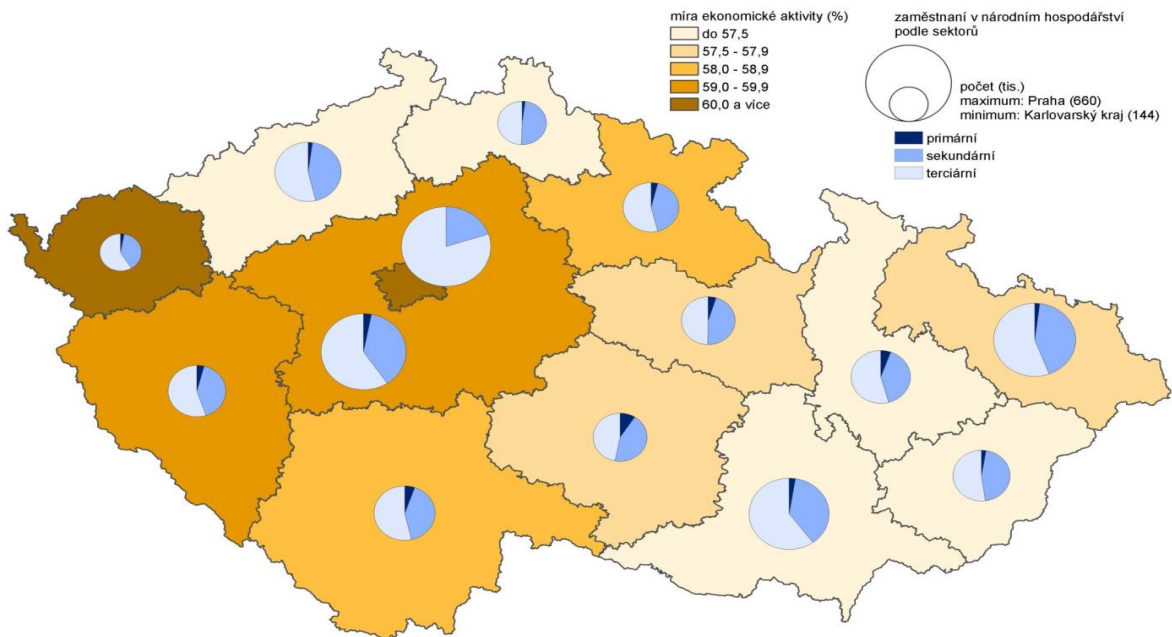 míra ekonomické aktivity (%)
do 57,5
57,5 - 57,9
58,0 - 58,9
59,0 - 59,9
60,0 a více
zaměstnaní v národním hospodářství
podle sektorů
počet (tis.)
maximum: Praha (660)
minimum: Karlovarský kraj (144)
primární
sekundární
terciární